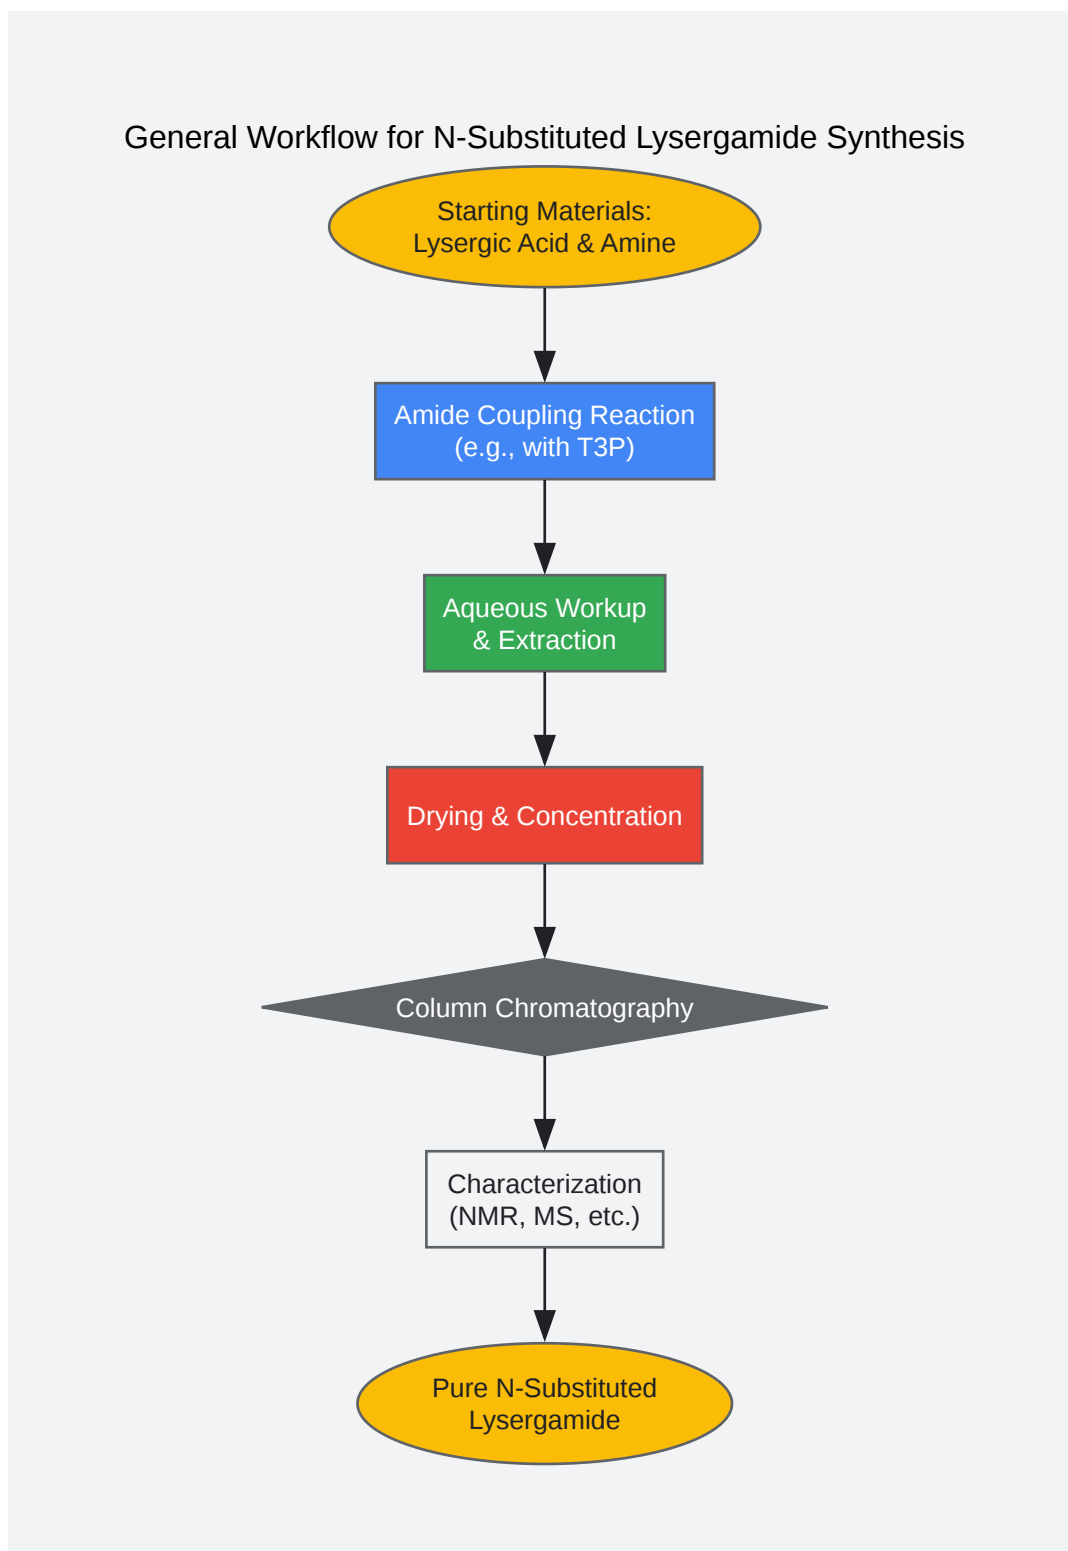 General Workflow for N-Substituted Lysergamide Synthesis
Starting Materials:
Lysergic Acid & Amine
Amide Coupling Reaction
(e.g., with T3P)
Aqueous Workup
& Extraction
Drying & Concentration
Column Chromatography
Characterization
(NMR, MS, etc.)
Pure N-Substituted
Lysergamide